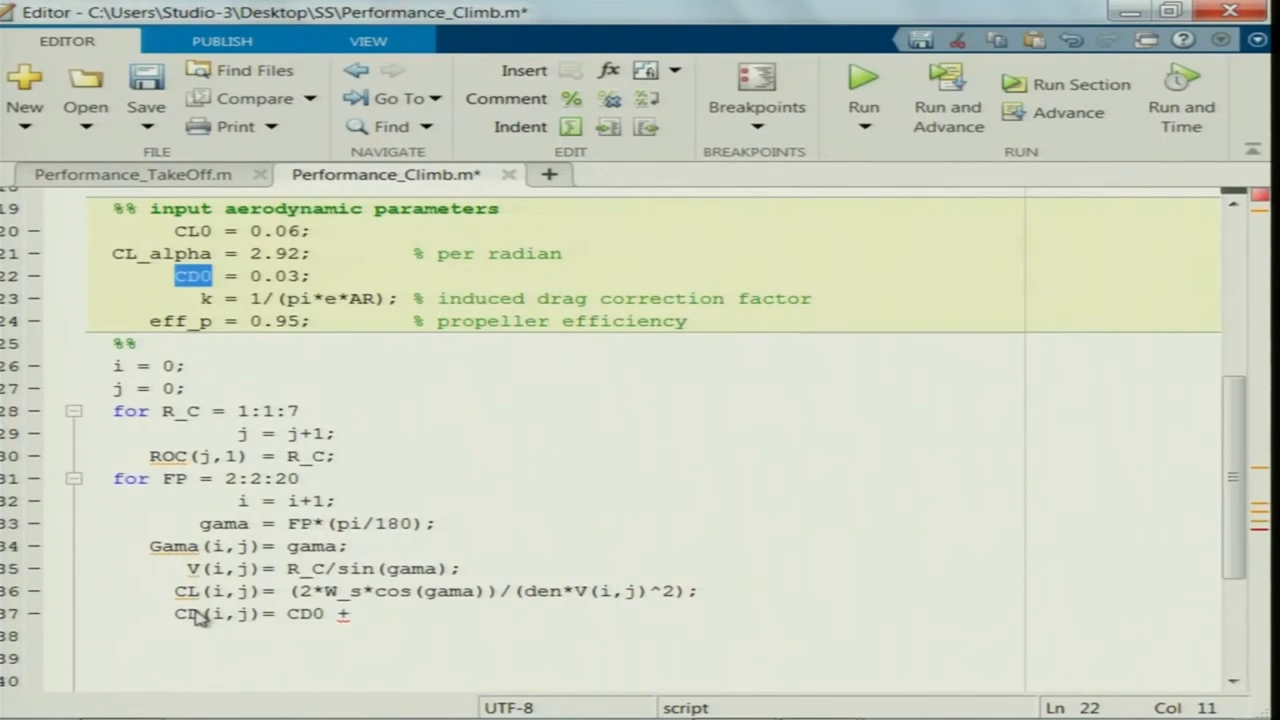 Editor - C:\Users\Studio-3\Desktop\SS\Performance_Climb.m*
EDITOR PUBLISH VIEW
New
Open
Save
Find Files
Compare
Print
FILE
Go To
Find
NAVIGATE
Insert fx
Comment %
Indent
EDIT
Breakpoints
BREAKPOINTS
Run
Run and Advance
Run Section
Advance
Run and Time
RUN
Performance_TakeOff.m Performance_Climb.m* +
19 %% input aerodynamic parameters
20 - CL0 = 0.06;
21 - CL_alpha = 2.92; % per radian
22 - CD0 = 0.03;
23 - k = 1/(pi*e*AR); % induced drag correction factor
24 - eff_p = 0.95; % propeller efficiency
25 %%
26 - i = 0;
27 - j = 0;
28 - for R_C = 1:1:7
29 - j = j+1;
30 - ROC(j,1) = R_C;
31 - for FP = 2:2:20
32 - i = i+1;
33 - gama = FP*(pi/180);
34 - Gama(i,j)= gama;
35 - V(i,j)= R_C/sin(gama);
36 - CL(i,j)= (2*W_s*cos(gama))/(den*V(i,j)^2);
37 - CD(i,j)= CD0 +
38
39
40
UTF-8 script Ln 22 Col 11